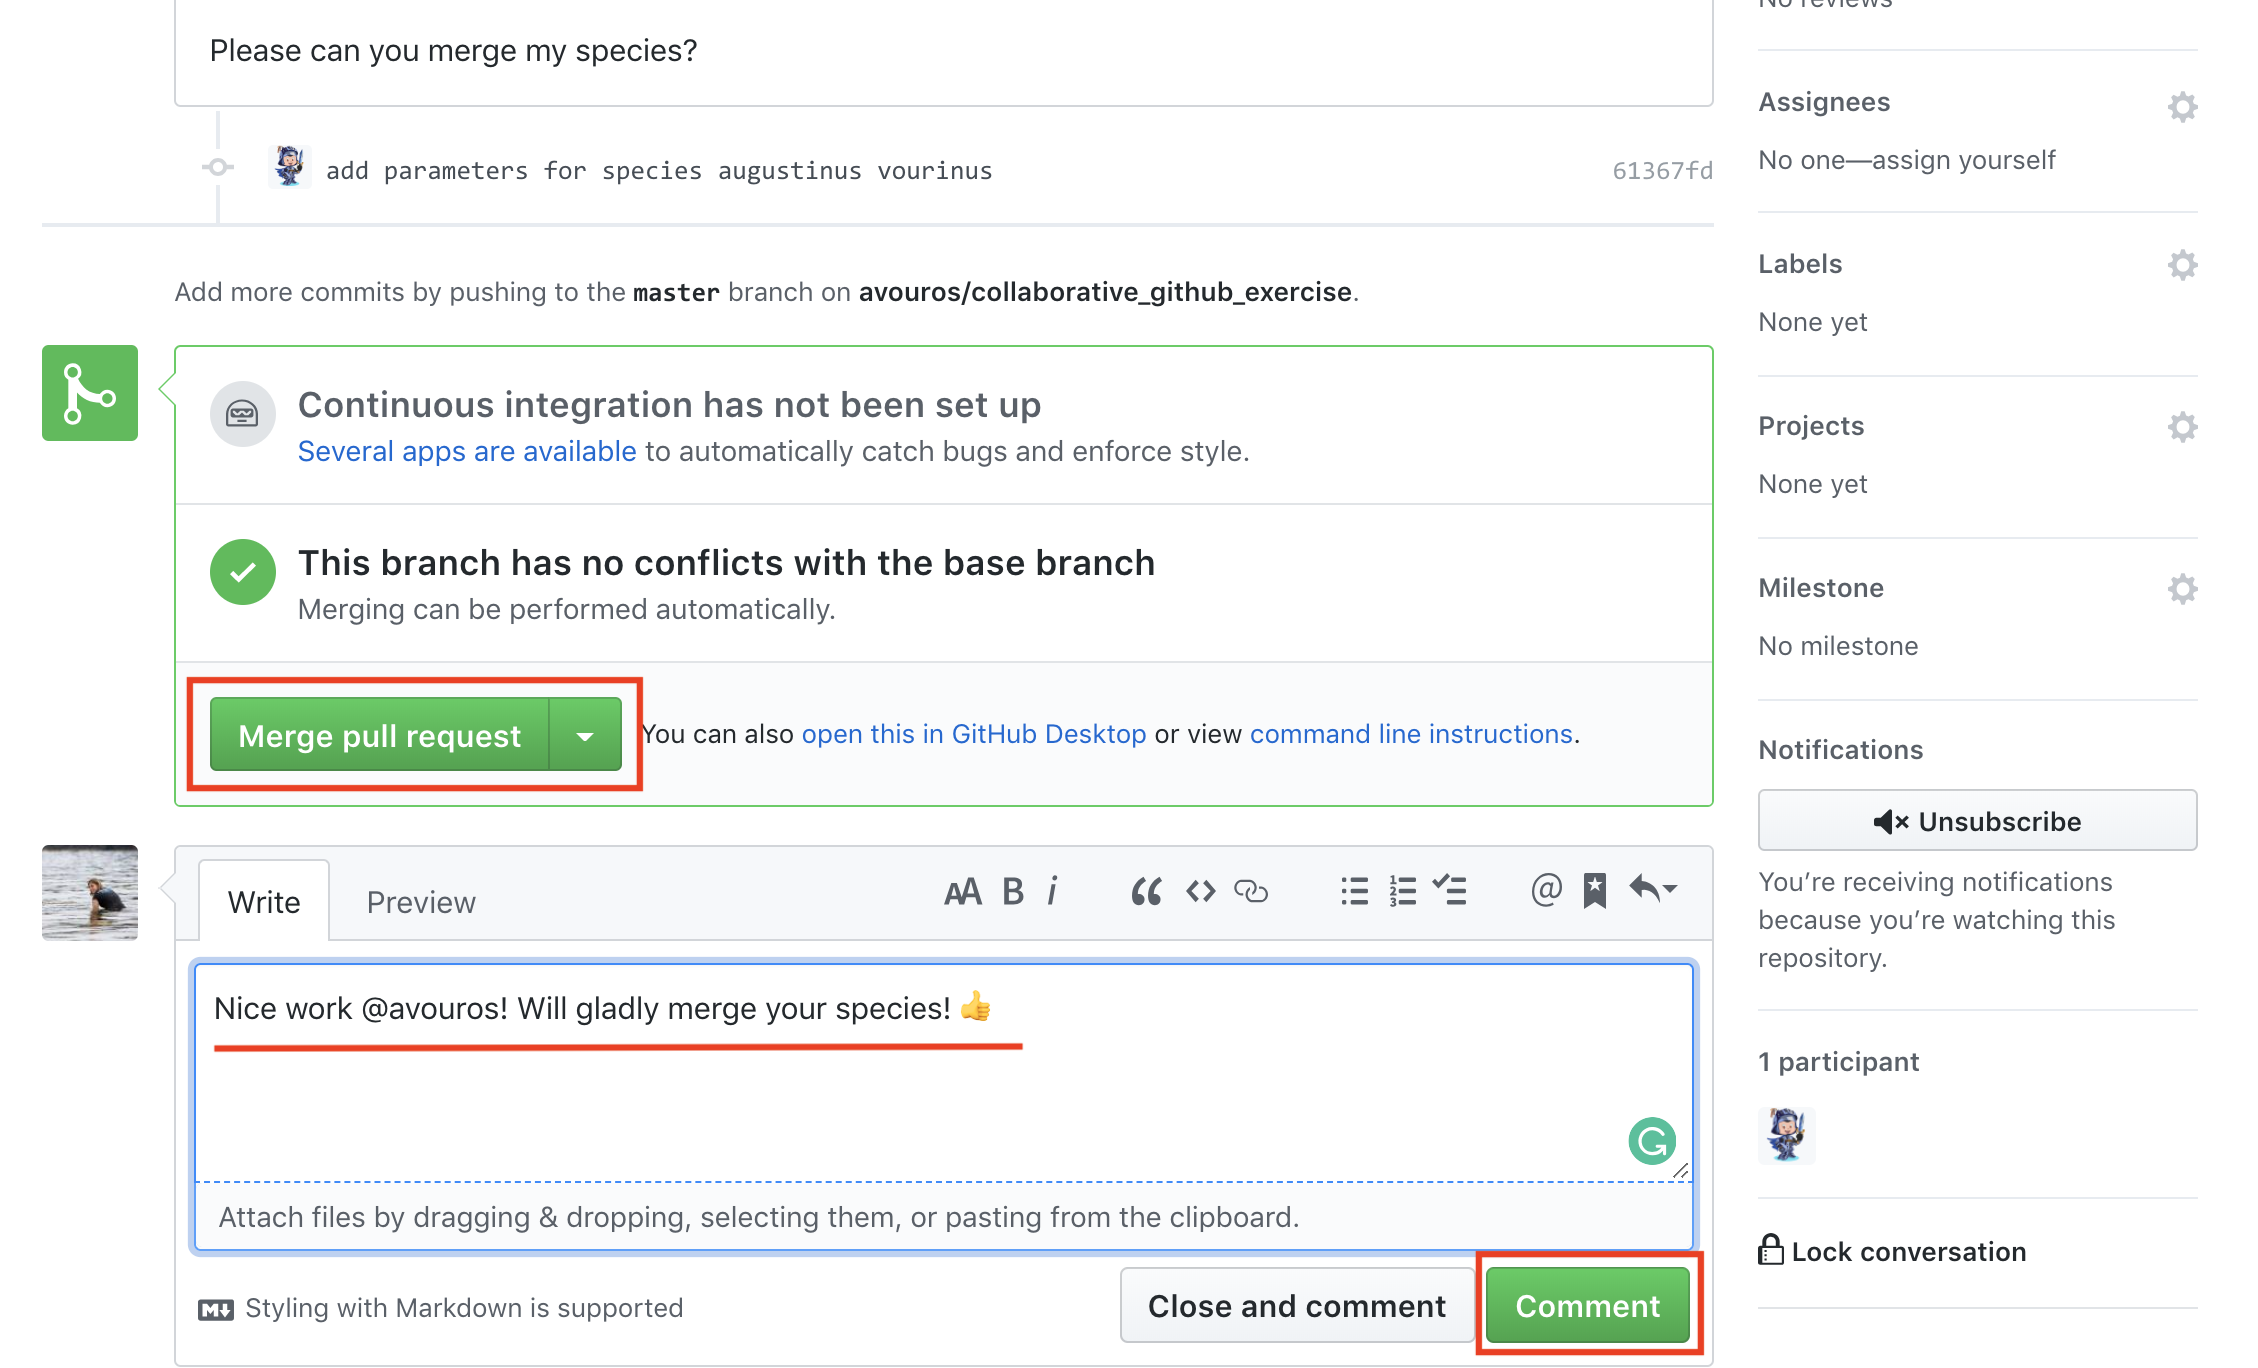 Please can you merge my species?
add parameters for species augustinus vourinus 61367fd
Add more commits by pushing to the master branch on avouros/collaborative_github_exercise.
Continuous integration has not been set up
Several apps are available to automatically catch bugs and enforce style.
This branch has no conflicts with the base branch
Merging can be performed automatically.
Merge pull request
You can also open this in GitHub Desktop or view command line instructions.
Write Preview
Nice work @avouros! Will gladly merge your species! 👍
Attach files by dragging & dropping, selecting them, or pasting from the clipboard.
Styling with Markdown is supported
Close and comment
Comment
No reviews
Assignees
No one—assign yourself
Labels
None yet
Projects
None yet
Milestone
No milestone
Notifications
Unsubscribe
You’re receiving notifications
because you’re watching this
repository.
1 participant
Lock conversation